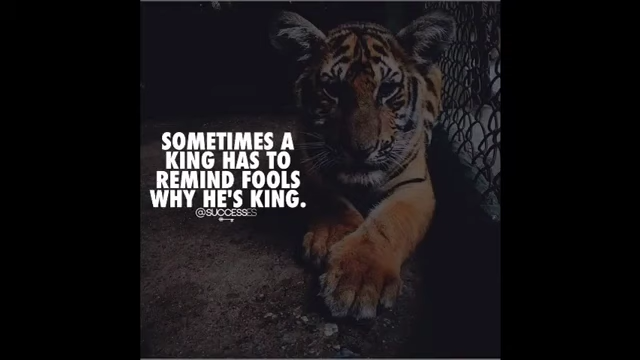 SOMETIMES A
KING HAS TO
REMIND FOOLS
WHY HE'S KING.
@SUCCESSES